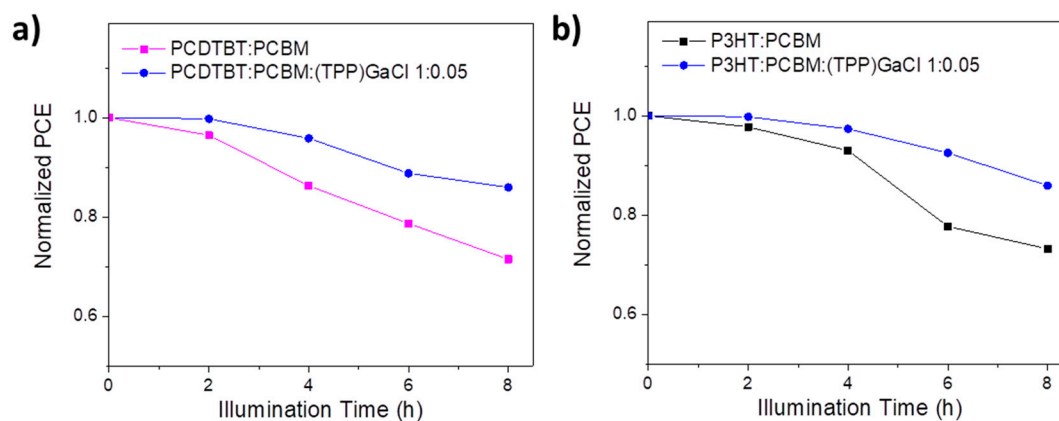 a)
PCDTBT:PCBM
PCDTBT:PCBM:(TPP)GaCl 1:0.05
Normalized PCE
1.0
0.8
0.6
0 2 4 6 8
Illumination Time (h)
b)
P3HT:PCBM
P3HT:PCBM:(TPP)GaCl 1:0.05
Normalized PCE
1.0
0.8
0.6
0 2 4 6 8
Illumination Time (h)